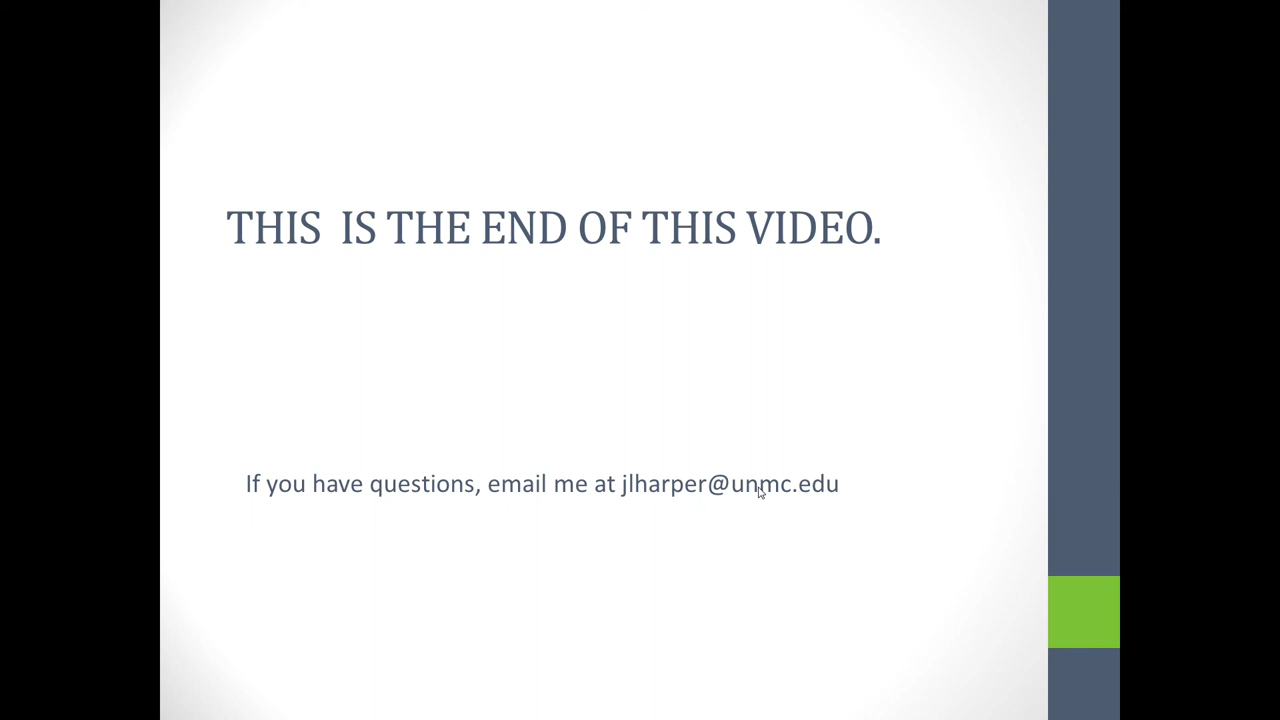 THIS  IS THE END OF THIS VIDEO.
If you have questions, email me at jlharper@unmc.edu